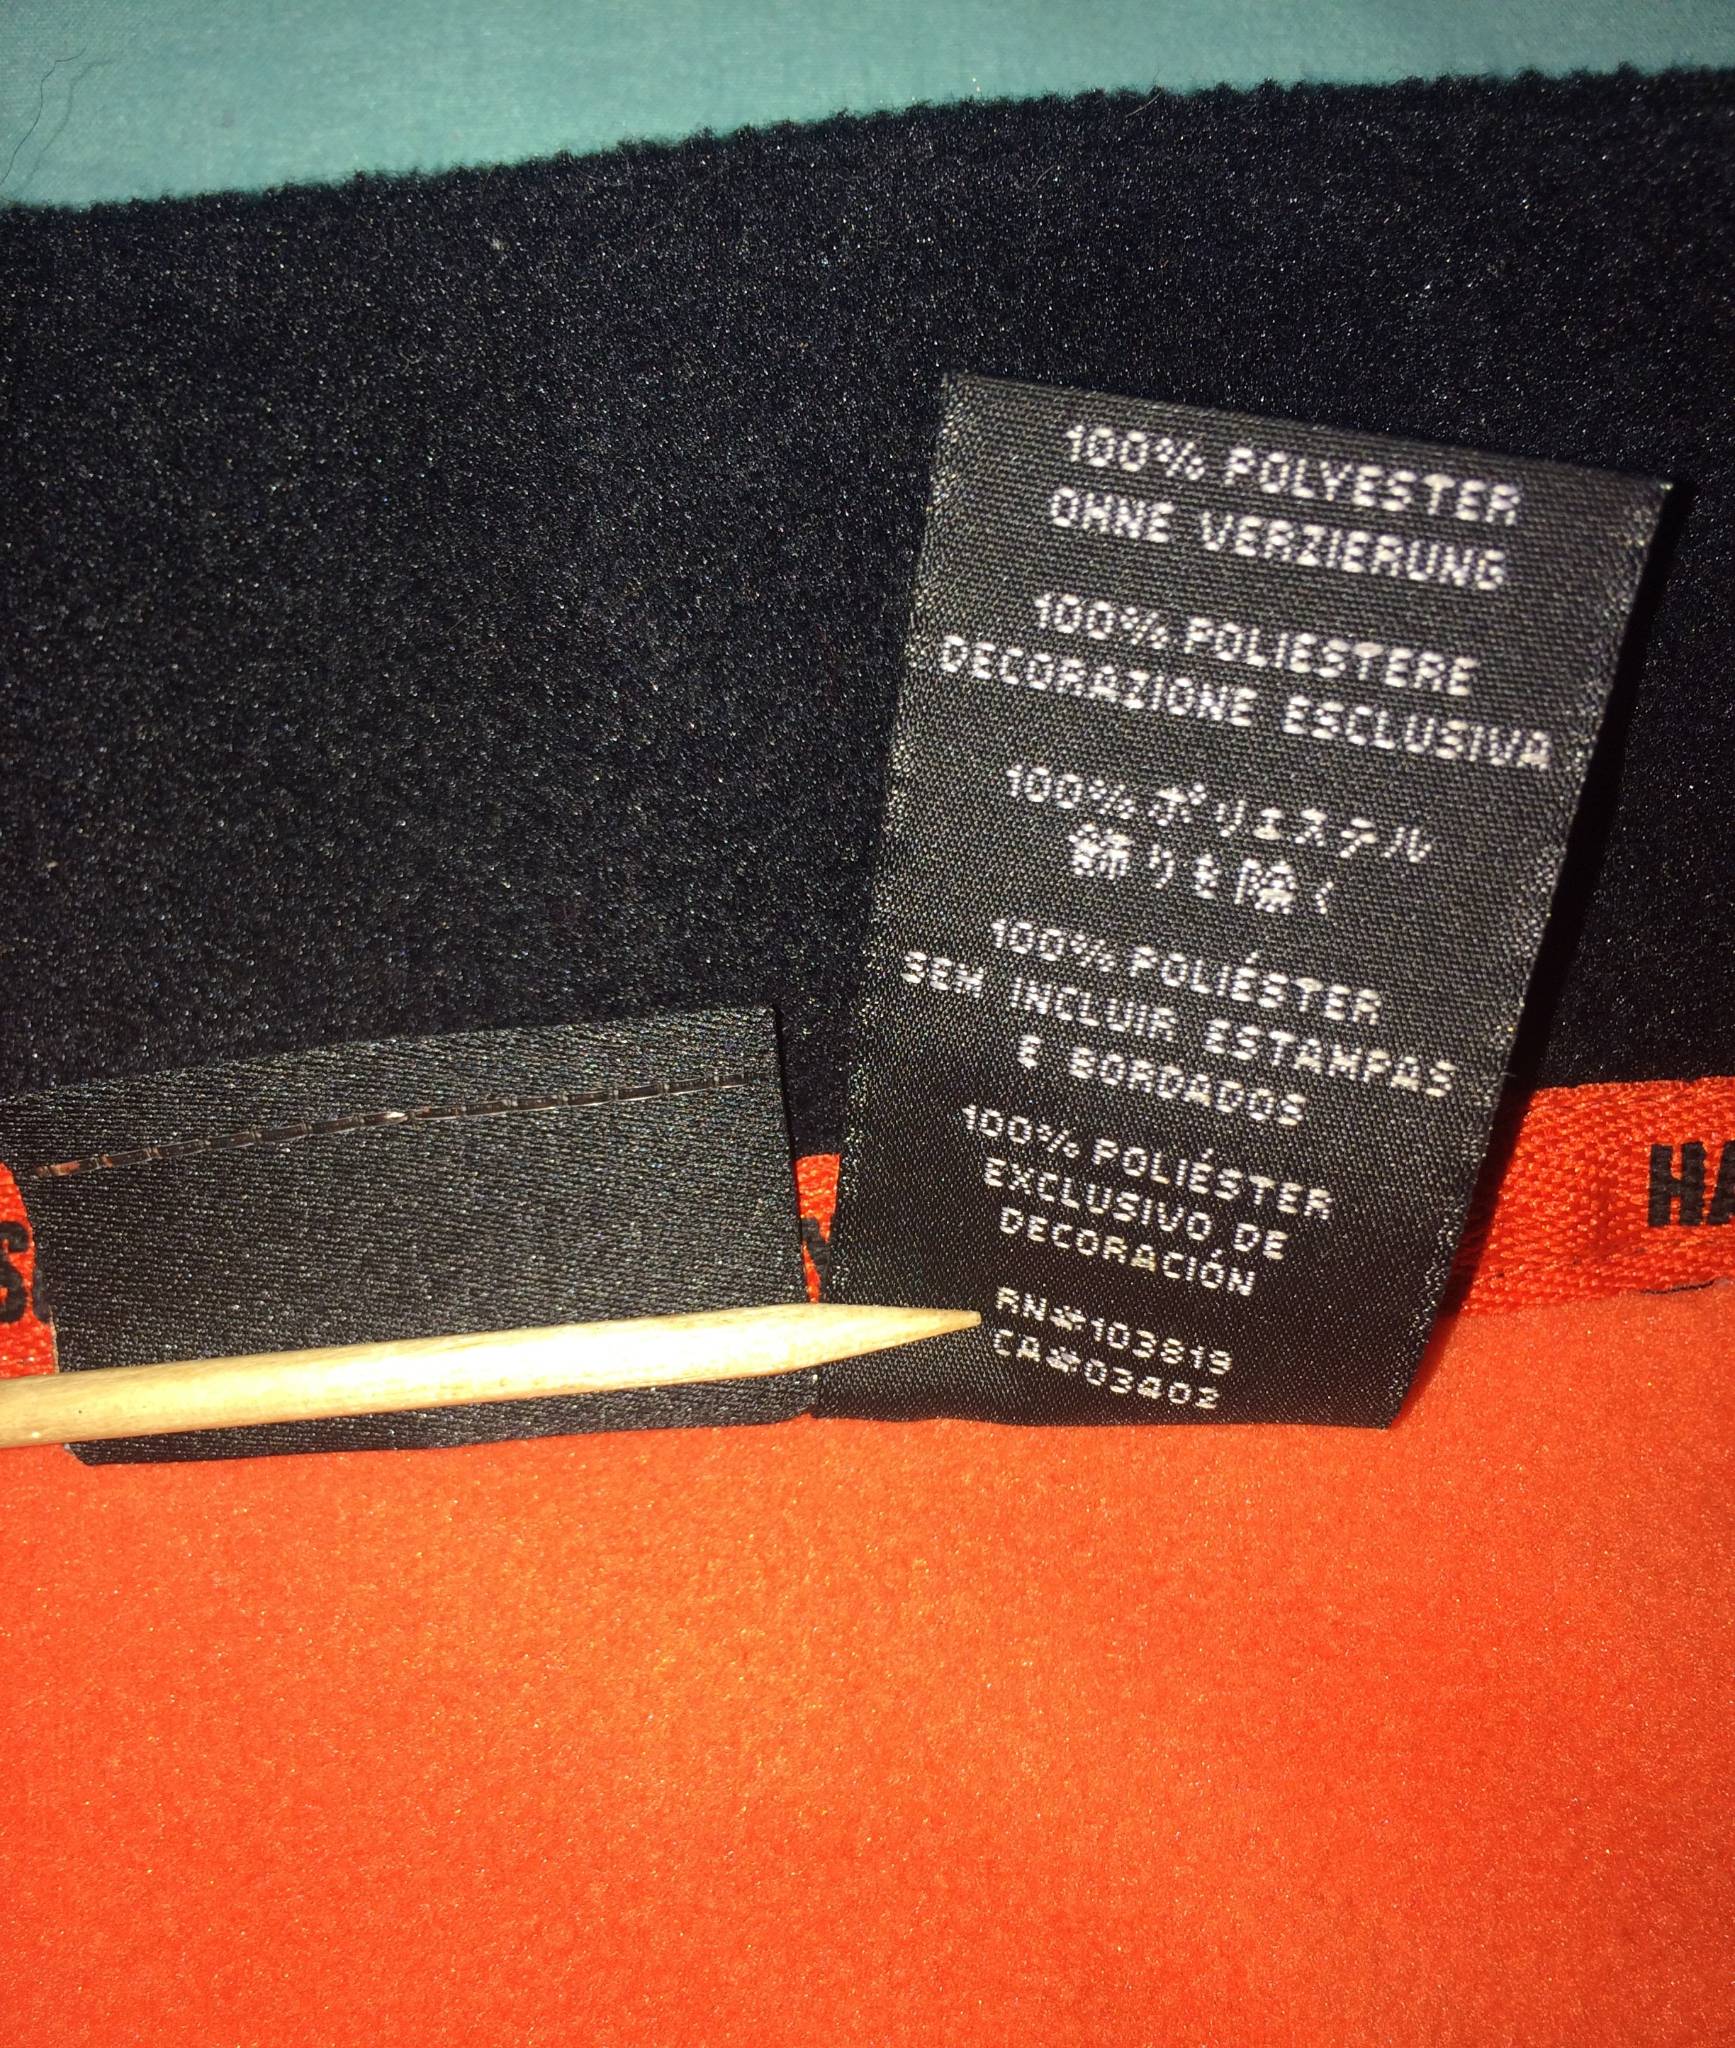 100% POLYESTER
OHNE VERZIERUNG
100% POLIESTERE
DECORAZIONE ESCLUSIVA
100% ポリエステル
飾りを除く
100% POLIÉSTER
SEM INCLUIR ESTAMPAS
E BORDADOS
100% POLIÉSTER
EXCLUSIVO DE
DECORACIÓN
RN#103819
CA#03402
HA